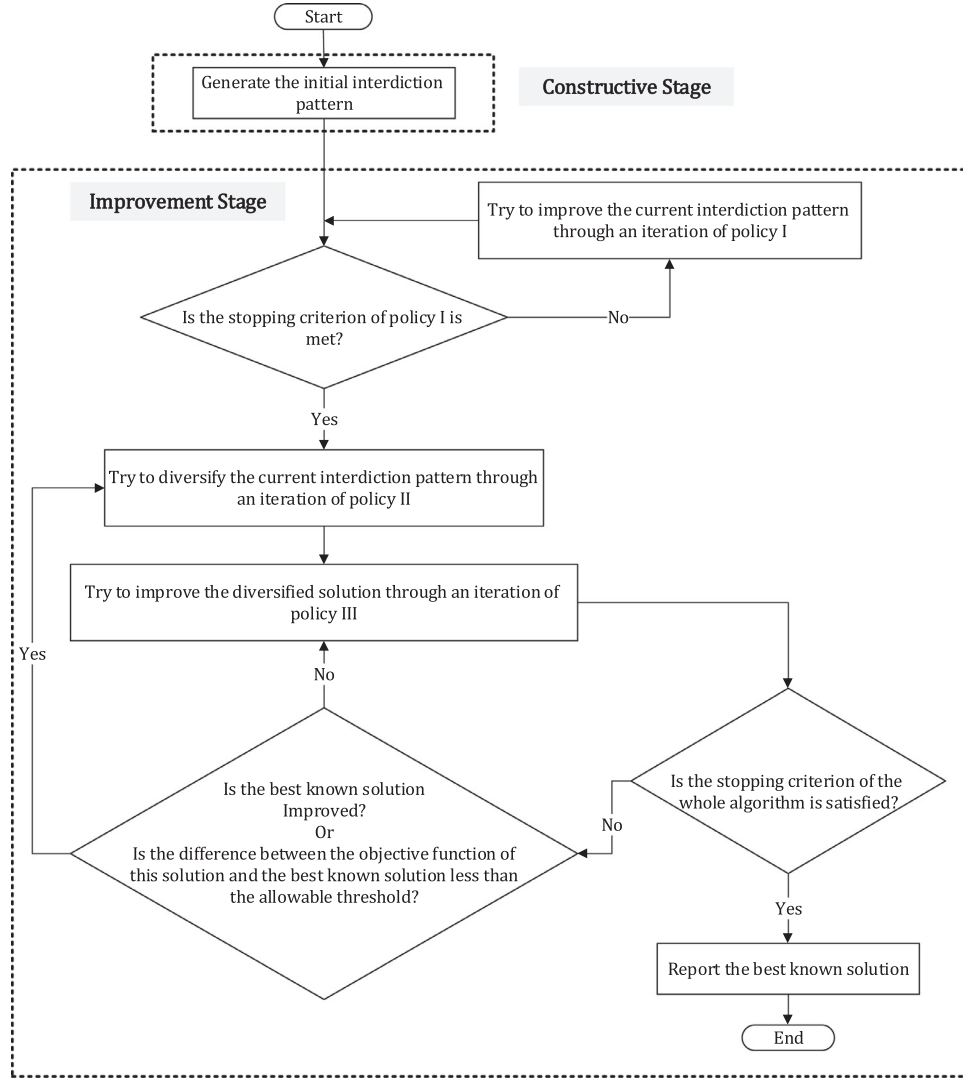 Start
Generate the initial interdiction
pattern
Constructive Stage
Improvement Stage
Try to improve the current interdiction pattern
through an iteration of policy I
Is the stopping criterion of policy I is
met?
No
Yes
Try to diversify the current interdiction pattern through
an iteration of policy II
Try to improve the diversified solution through an iteration of
policy III
Yes
No
Is the best known solution
Improved?
Or
Is the difference between the objective function of
this solution and the best known solution less than
the allowable threshold?
No
Is the stopping criterion of the
whole algorithm is satisfied?
Yes
Report the best known solution
End